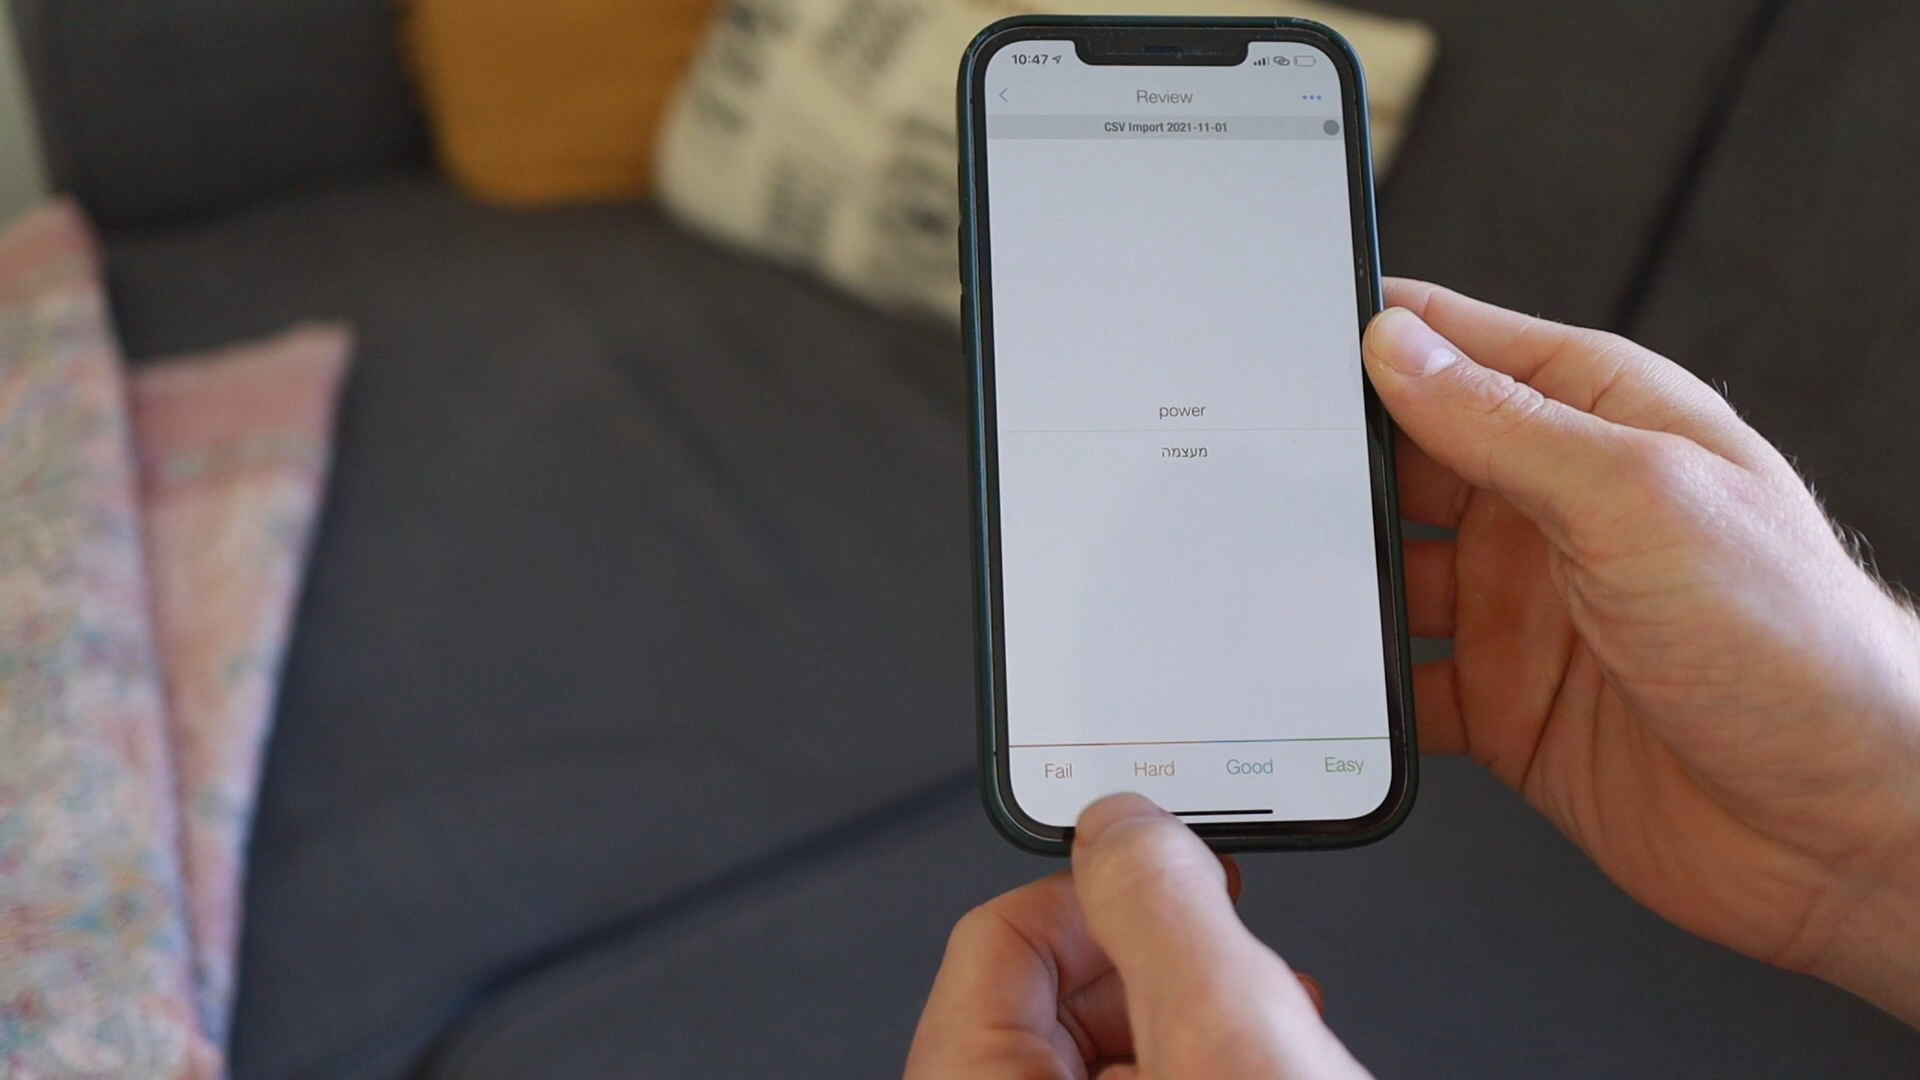 10:47
Review
CSV Import 2021-11-01
power
מעצמה
Fail Hard Good Easy